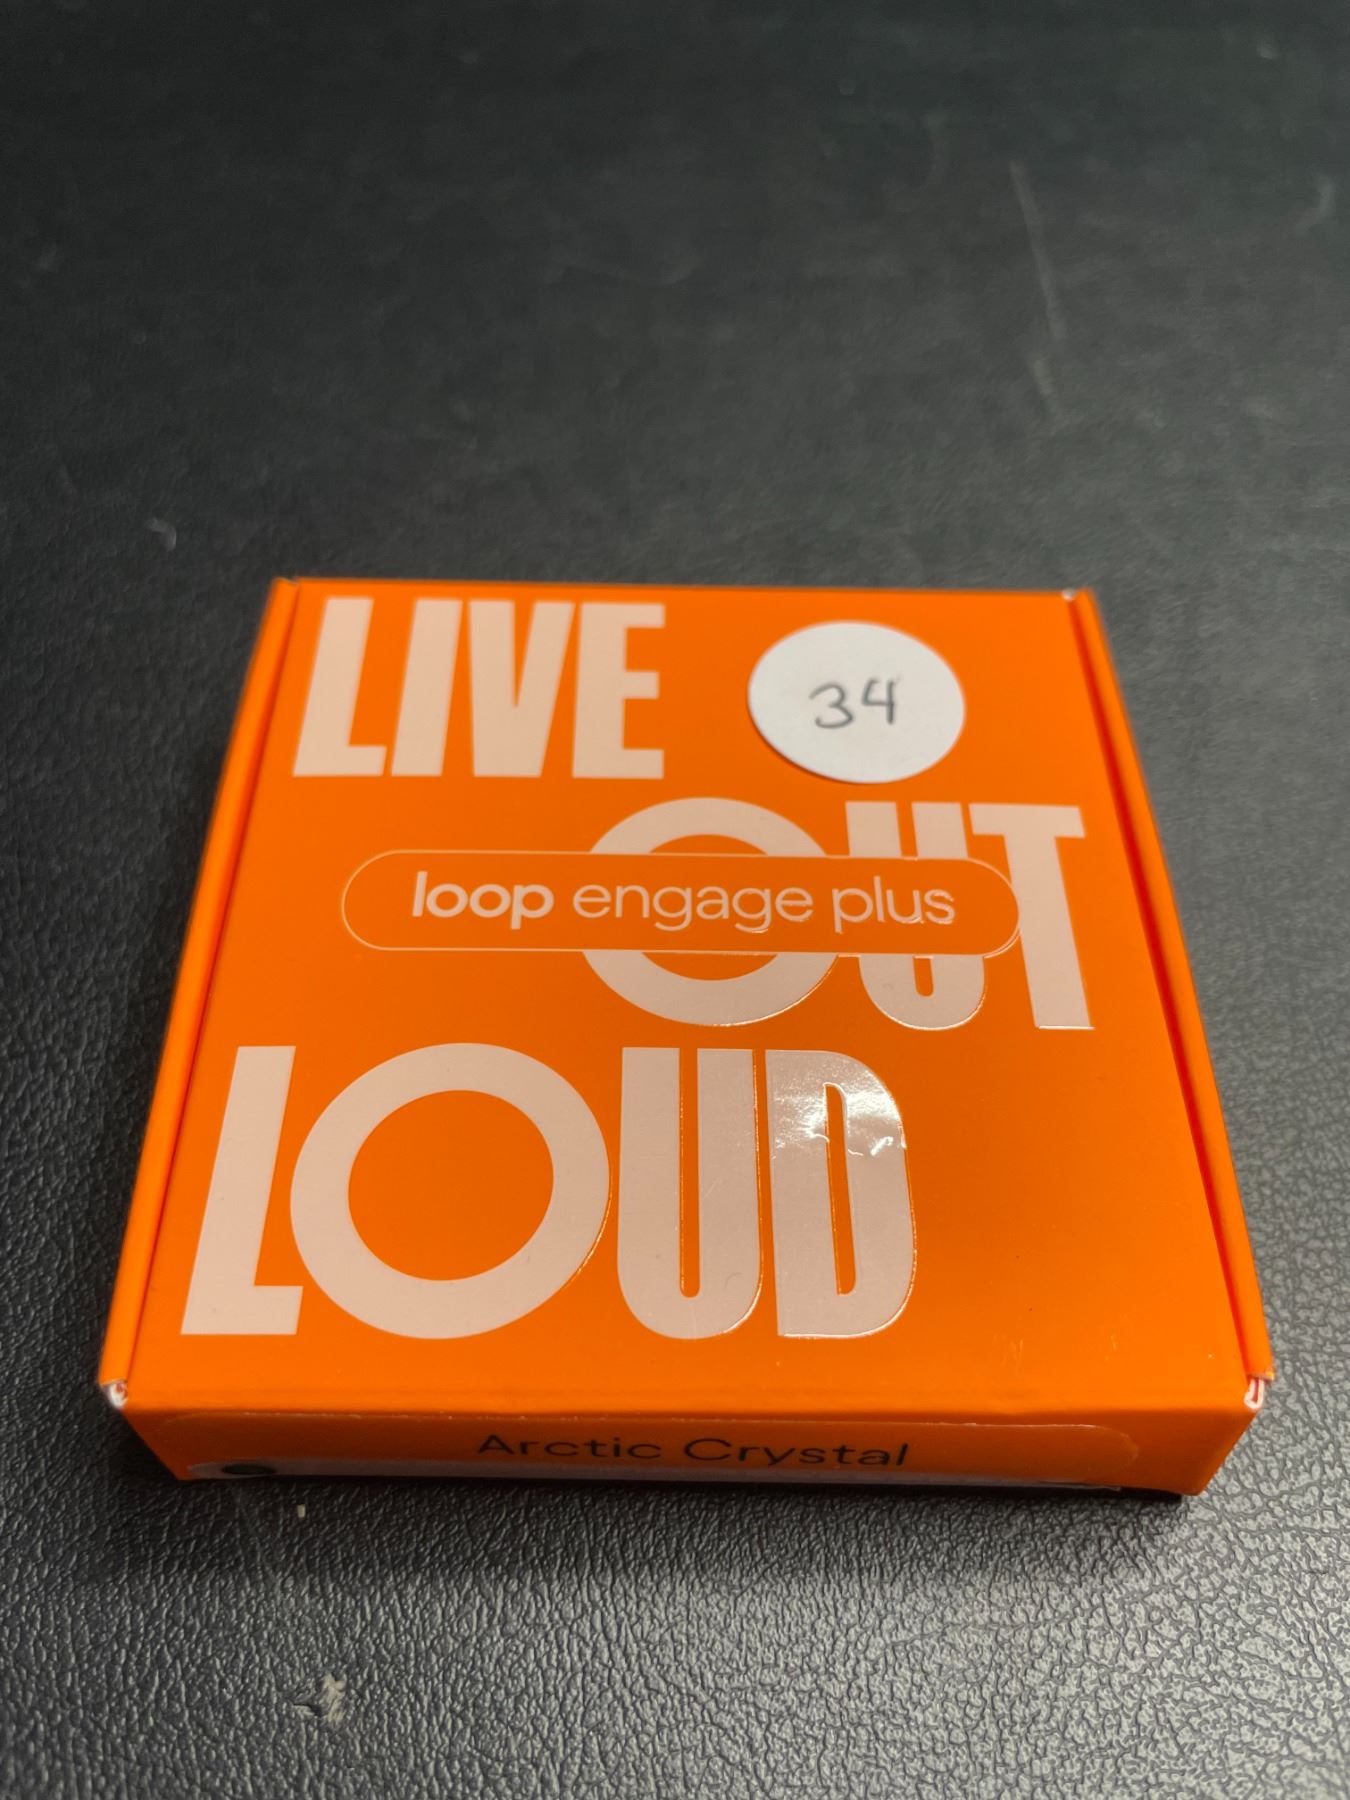 LIVE
34
OUT
loop engage plus
LOUD
Arctic Crystal